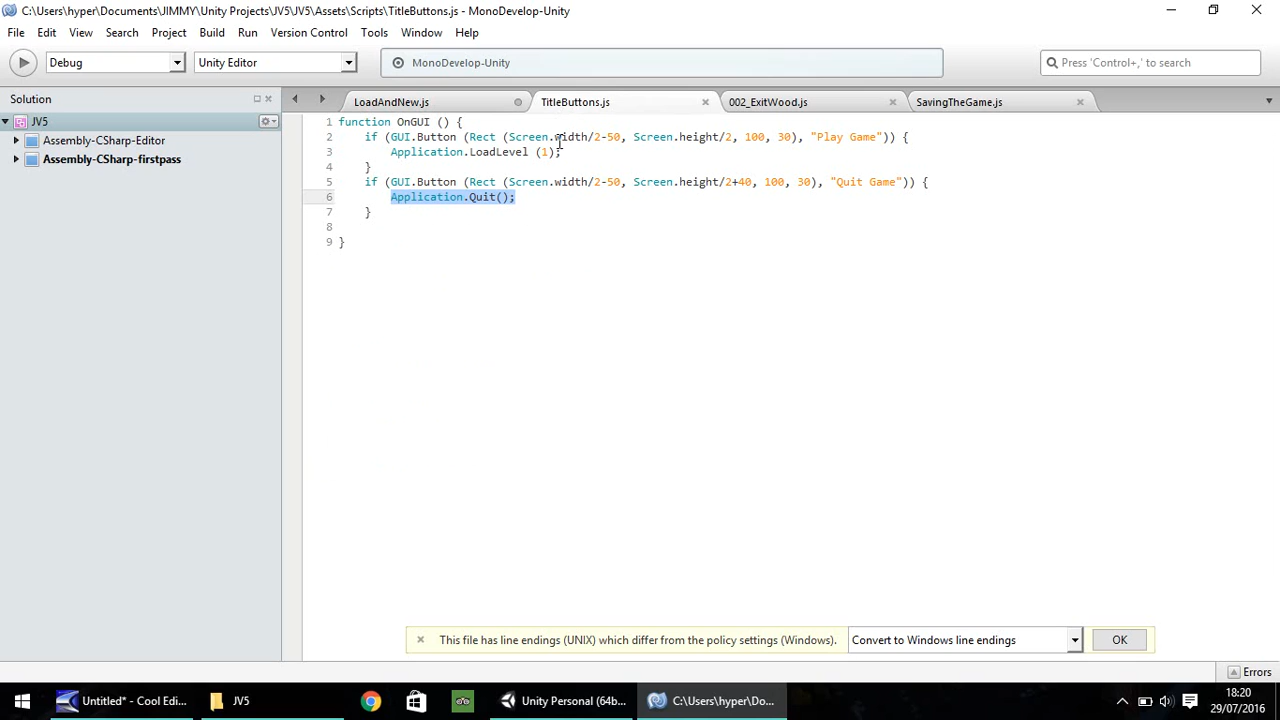 C:\Users\hyper\Documents\JIMMY\Unity Projects\JV5\JV5\Assets\Scripts\TitleButtons.js - MonoDevelop-Unity
File Edit View Search Project Build Run Version Control Tools Window Help
Debug Unity Editor MonoDevelop-Unity Press 'Control+,' to search
Solution LoadAndNew.js TitleButtons.js 002_ExitWood.js SavingTheGame.js
JV5
Assembly-CSharp-Editor
Assembly-CSharp-firstpass
1 function OnGUI () {
2 if (GUI.Button (Rect (Screen.width/2-50, Screen.height/2, 100, 30), "Play Game")) {
3 Application.LoadLevel (1);
4 }
5 if (GUI.Button (Rect (Screen.width/2-50, Screen.height/2+40, 100, 30), "Quit Game")) {
6 Application.Quit();
7 }
8
9 }
This file has line endings (UNIX) which differ from the policy settings (Windows). Convert to Windows line endings OK
Errors
Untitled* - Cool Edi... JV5 Unity Personal (64b... C:\Users\hyper\Do... 18:20
29/07/2016